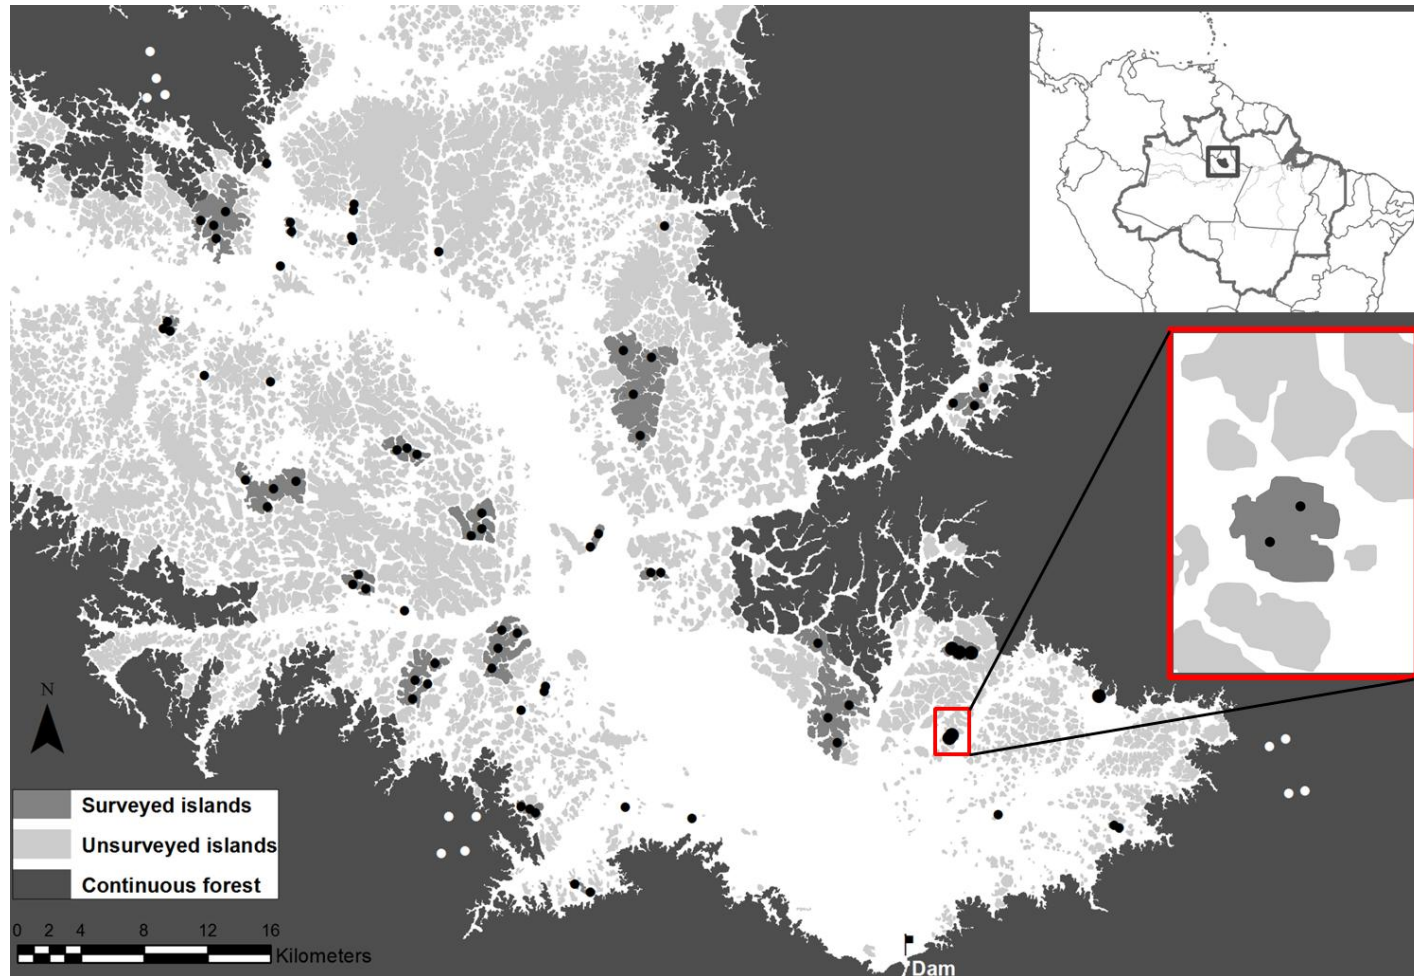 N
Surveyed islands
Unsurveyed islands
Continuous forest
0 2 4 8 12 16
Kilometers
Dam